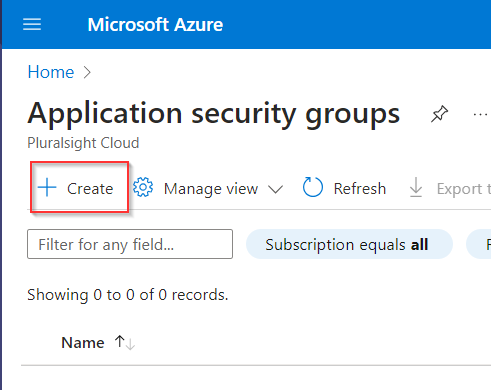 Microsoft Azure
Home
Application security groups
Pluralsight Cloud
Create Manage view Refresh Export
Filter for any field... Subscription equals all
Showing 0 to 0 of 0 records.
Name